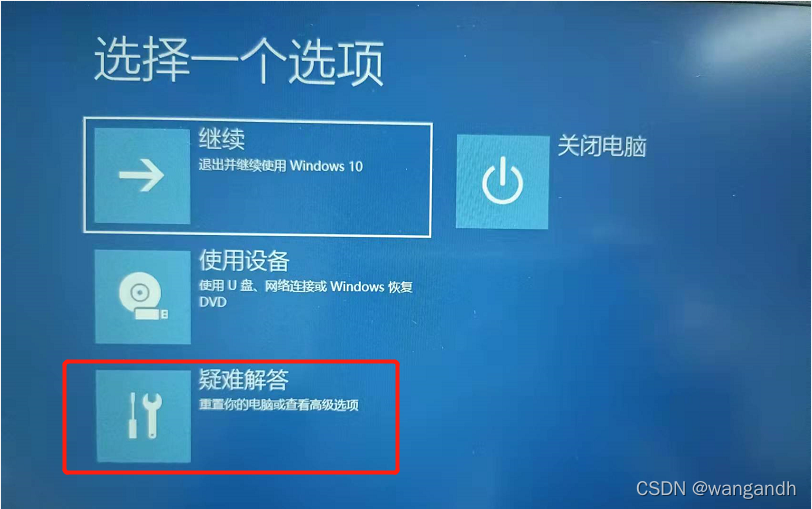 选择一个选项
继续
退出并继续使用 Windows 10
关闭电脑
使用设备
使用 U 盘、网络连接或 Windows 恢复
DVD
疑难解答
重置你的电脑或查看高级选项
CSDN @wangandh